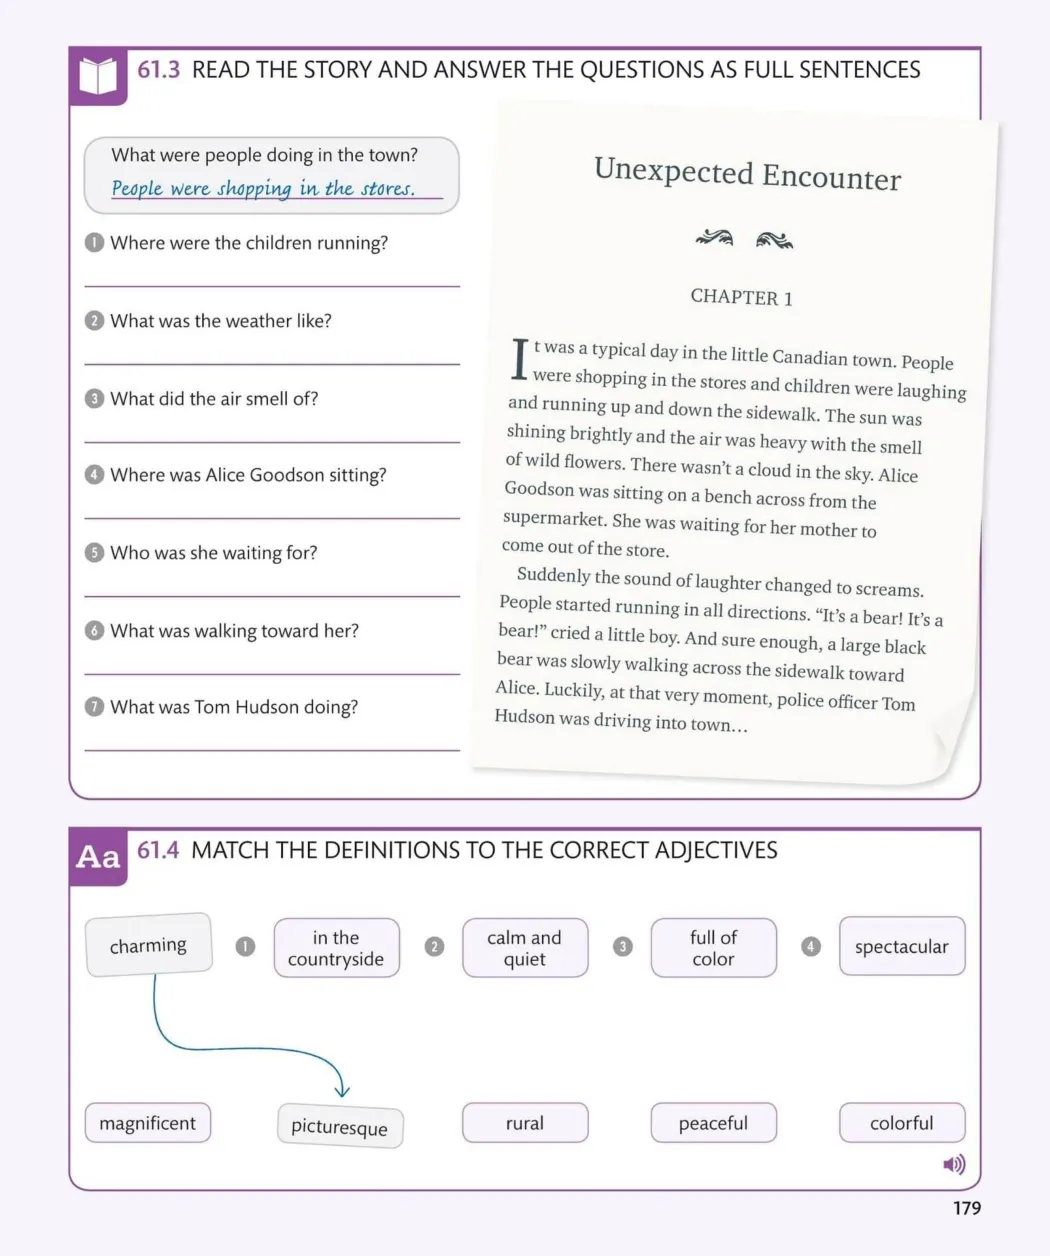 61.3 READ THE STORY AND ANSWER THE QUESTIONS AS FULL SENTENCES
What were people doing in the town?
People were shopping in the stores.
1 Where were the children running?
2 What was the weather like?
3 What did the air smell of?
4 Where was Alice Goodson sitting?
5 Who was she waiting for?
6 What was walking toward her?
7 What was Tom Hudson doing?
Unexpected Encounter
CHAPTER 1
It was a typical day in the little Canadian town. People
were shopping in the stores and children were laughing
and running up and down the sidewalk. The sun was
shining brightly and the air was heavy with the smell
of wild flowers. There wasn't a cloud in the sky. Alice
Goodson was sitting on a bench across from the
supermarket. She was waiting for her mother to
come out of the store.
Suddenly the sound of laughter changed to screams.
People started running in all directions. “It's a bear! It's a
bear!” cried a little boy. And sure enough, a large black
bear was slowly walking across the sidewalk toward
Alice. Luckily, at that very moment, police officer Tom
Hudson was driving into town...
Aa 61.4 MATCH THE DEFINITIONS TO THE CORRECT ADJECTIVES
charming
1 in the
countryside
2 calm and
quiet
3 full of
color
4 spectacular
magnificent
picturesque
rural
peaceful
colorful
179